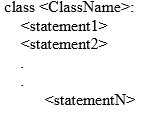 class <ClassName>:
<statement1>
<statement2>
.
.
<statementN>